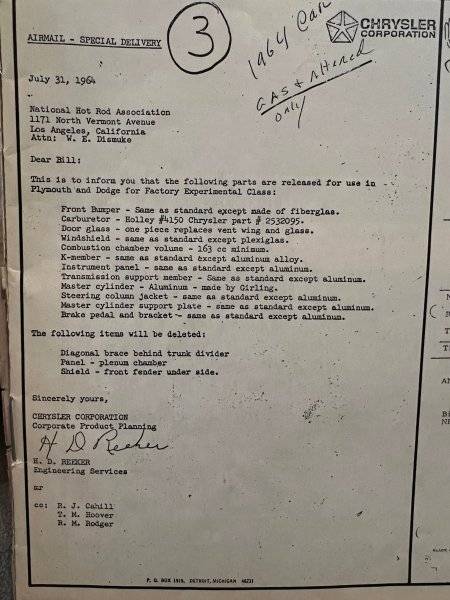 AIRMAIL - SPECIAL DELIVERY
3
1964 Car
GAS & Altered
only
CHRYSLER
CORPORATION
July 31, 1964
National Hot Rod Association
1171 North Vermont Avenue
Los Angeles, California
Attn: W. E. Dismuke
Dear Bill:
This is to inform you that the following parts are released for use in
Plymouth and Dodge for Factory Experimental Class:
Front Bumper - Same as standard except made of fiberglas.
Carburetor - Holley #4150 Chrysler part # 2532095.
Door glass - one piece replaces vent wing and glass.
Windshield - same as standard except plexiglas.
Combustion chamber volume - 163 cc minimum.
K-member - same as standard except aluminum alloy.
Instrument panel - same as standard except aluminum.
Transmission support member - Same as standard except aluminum.
Master cylinder - Aluminum - made by Girling.
Steering column jacket - same as standard except aluminum.
Master cylinder support plate - same as standard except aluminum.
Brake pedal and bracket - same as standard except aluminum.
The following items will be deleted:
Diagonal brace behind trunk divider
Panel - plenum chamber
Shield - front fender under side.
Sincerely yours,
CHRYSLER CORPORATION
Corporate Product Planning
H D Reeker
H. D. REEKER
Engineering Services
mr
cc: R. J. Cahill
T. M. Hoover
R. M. Rodger
P. O. BOX 1919, DETROIT, MICHIGAN 48231